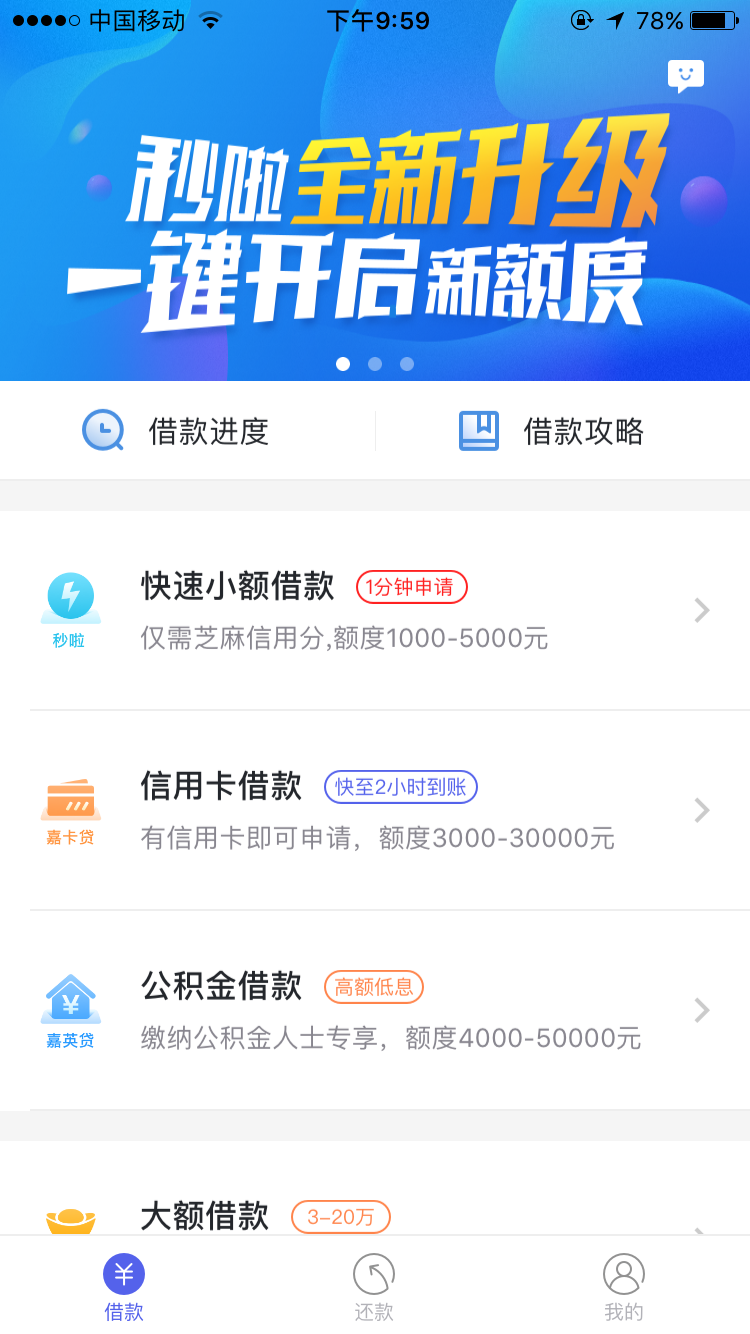 中国移动
下午9:59
78%
秒啦全新升级
一键开启新额度
借款进度
借款攻略
快速小额借款
1分钟申请
仅需芝麻信用分,额度1000-5000元
秒啦
信用卡借款
快至2小时到账
有信用卡即可申请，额度3000-30000元
嘉卡贷
公积金借款
高额低息
缴纳公积金人士专享，额度4000-50000元
¥
嘉英贷
大额借款
3-20万
¥
借款
还款
我的